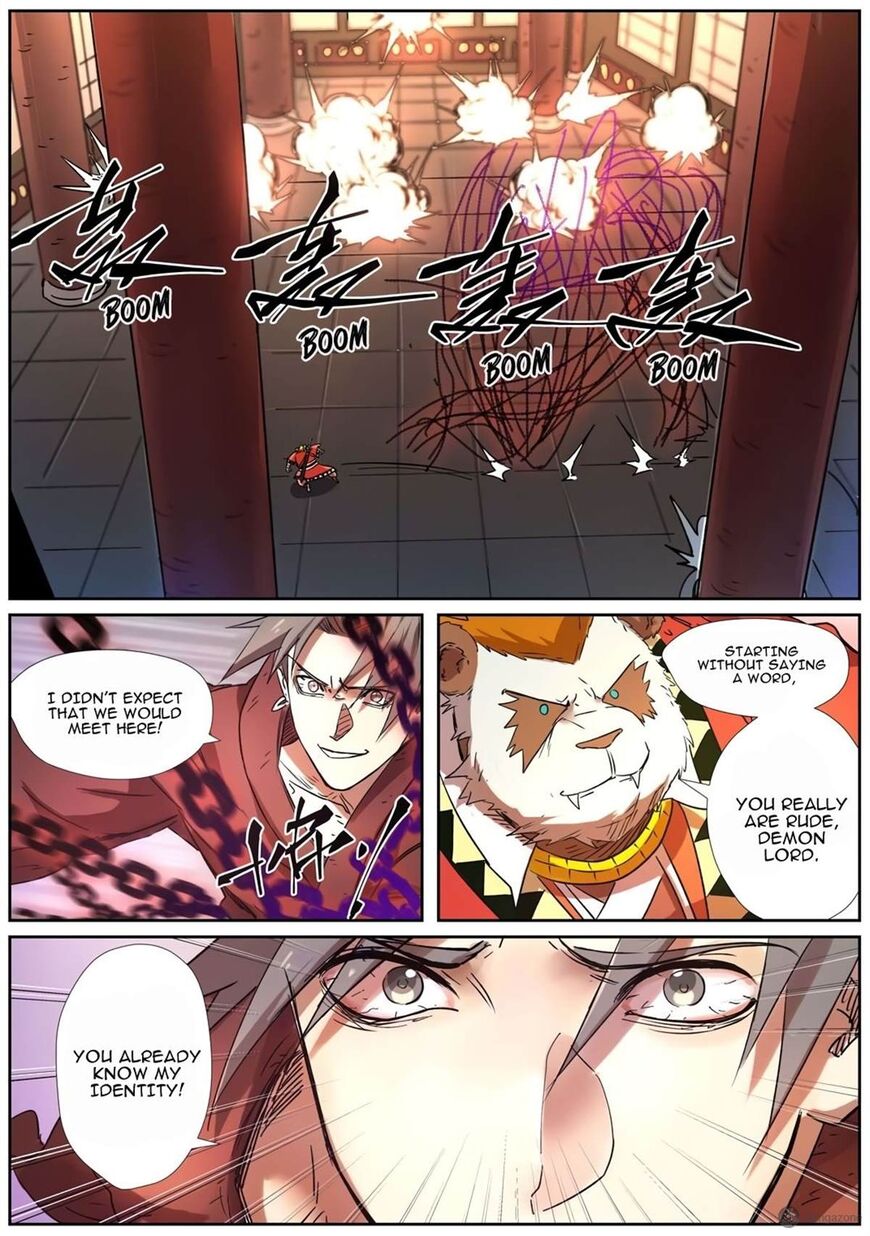 轰 轰 轰 轰
BOOM BOOM BOOM BOOM
I DIDN'T EXPECT
THAT WE WOULD
MEET HERE!
STARTING
WITHOUT SAYING
A WORD,
YOU REALLY
ARE RUDE,
DEMON
LORD.
YOU ALREADY
KNOW MY
IDENTITY!